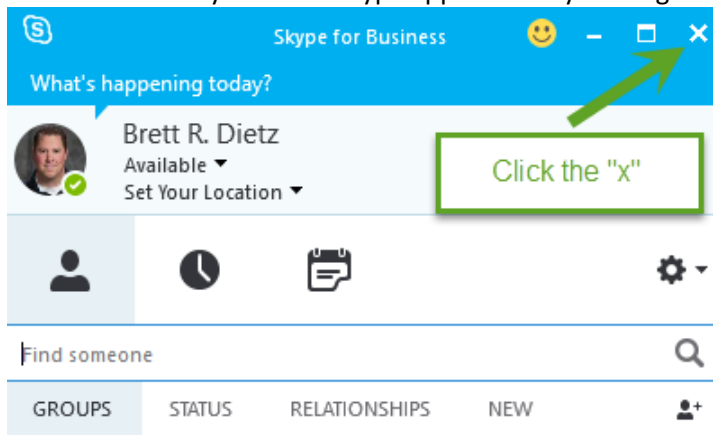 Skype for Business
What's happening today?
Brett R. Dietz
Available
Set Your Location
Click the "x"
Find someone
GROUPS STATUS RELATIONSHIPS NEW